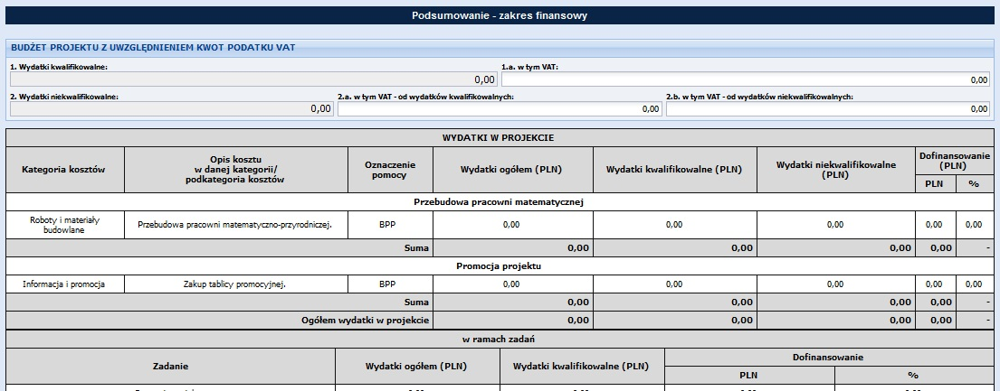 Podsumowanie - zakres finansowy
BUDŻET PROJEKTU Z UWZGLĘDNIENIEM KWOT PODATKU VAT
1. Wydatki kwalifikowalne: 1.a. w tym VAT:
0,00 0,00
2. Wydatki niekwalifikowalne: 2.a. w tym VAT - od wydatków kwalifikowalnych: 2.b. w tym VAT - od wydatków niekwalifikowalnych:
0,00 0,00 0,00
WYDATKI W PROJEKCIE
Kategoria kosztów
Opis kosztu
w danej kategorii/
podkategoria kosztów
Oznaczenie
pomocy
Wydatki ogółem (PLN)
Wydatki kwalifikowalne (PLN)
Wydatki niekwalifikowalne
(PLN)
Dofinansowanie
(PLN)
PLN %
Przebudowa pracowni matematycznej
Roboty i materiały
budowlane
Przebudowa pracowni matematyczno-przyrodniczej. BPP 0,00 0,00 0,00 0,00 0,00
Suma 0,00 0,00 0,00 0,00 -
Promocja projektu
Informacja i promocja Zakup tablicy promocyjnej. BPP 0,00 0,00 0,00 0,00 0,00
Suma 0,00 0,00 0,00 0,00 -
Ogółem wydatki w projekcie 0,00 0,00 0,00 0,00 -
w ramach zadań
Zadanie
Wydatki ogółem (PLN)
Wydatki kwalifikowalne (PLN)
Dofinansowanie
PLN %